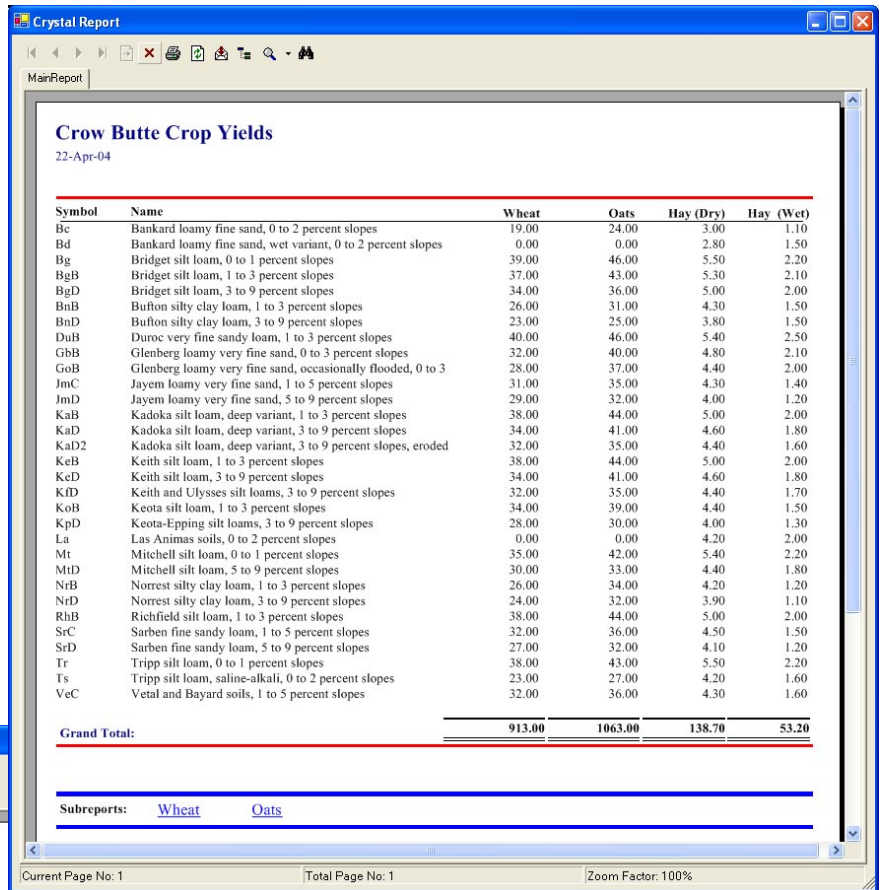 Crystal Report
MainReport
Crow Butte Crop Yields
22-Apr-04
Symbol Name Wheat Oats Hay (Dry) Hay (Wet)
Bc Bankard loamy fine sand, 0 to 2 percent slopes 19.00 24.00 3.00 1.10
Bd Bankard loamy fine sand, wet variant, 0 to 2 percent slopes 0.00 0.00 2.80 1.50
Bg Bridget silt loam, 0 to 1 percent slopes 39.00 46.00 5.50 2.20
BgB Bridget silt loam, 1 to 3 percent slopes 37.00 43.00 5.30 2.10
BgD Bridget silt loam, 3 to 9 percent slopes 34.00 36.00 5.00 2.00
BnB Bufton silty clay loam, 1 to 3 percent slopes 26.00 31.00 4.30 1.50
BnD Bufton silty clay loam, 3 to 9 percent slopes 23.00 25.00 3.80 1.50
DuB Duroc very fine sandy loam, 1 to 3 percent slopes 40.00 46.00 5.40 2.50
GbB Glenberg loamy very fine sand, 0 to 3 percent slopes 32.00 40.00 4.80 2.10
GoB Glenberg loamy very fine sand, occasionally flooded, 0 to 3 28.00 37.00 4.40 2.00
JmC Jayem loamy very fine sand, 1 to 5 percent slopes 31.00 35.00 4.30 1.40
JmD Jayem loamy very fine sand, 5 to 9 percent slopes 29.00 32.00 4.00 1.20
KaB Kadoka silt loam, deep variant, 1 to 3 percent slopes 38.00 44.00 5.00 2.00
KaD Kadoka silt loam, deep variant, 3 to 9 percent slopes 34.00 41.00 4.60 1.80
KaD2 Kadoka silt loam, deep variant, 3 to 9 percent slopes, eroded 32.00 35.00 4.40 1.60
KeB Keith silt loam, 1 to 3 percent slopes 38.00 44.00 5.00 2.00
KeD Keith silt loam, 3 to 9 percent slopes 34.00 41.00 4.60 1.80
KfD Keith and Ulysses silt loams, 3 to 9 percent slopes 32.00 35.00 4.40 1.70
KoB Keota silt loam, 1 to 3 percent slopes 34.00 39.00 4.40 1.50
KpD Keota-Epping silt loams, 3 to 9 percent slopes 28.00 30.00 4.00 1.30
La Las Animas soils, 0 to 2 percent slopes 0.00 0.00 4.20 2.00
Mt Mitchell silt loam, 0 to 1 percent slopes 35.00 42.00 5.40 2.20
MtD Mitchell silt loam, 5 to 9 percent slopes 30.00 33.00 4.40 1.80
NrB Norrest silty clay loam, 1 to 3 percent slopes 26.00 34.00 4.20 1.20
NrD Norrest silty clay loam, 3 to 9 percent slopes 24.00 32.00 3.90 1.10
RhB Richfield silt loam, 1 to 3 percent slopes 38.00 44.00 5.00 2.00
SrC Sarben fine sandy loam, 1 to 5 percent slopes 32.00 36.00 4.50 1.50
SrD Sarben fine sandy loam, 5 to 9 percent slopes 27.00 32.00 4.10 1.20
Tr Tripp silt loam, 0 to 1 percent slopes 38.00 43.00 5.50 2.20
Ts Tripp silt loam, saline-alkali, 0 to 2 percent slopes 23.00 27.00 4.20 1.60
VeC Vetal and Bayard soils, 1 to 5 percent slopes 32.00 36.00 4.30 1.60
Grand Total: 913.00 1063.00 138.70 53.20
Subreports: Wheat Oats
Current Page No: 1 Total Page No: 1 Zoom Factor: 100%